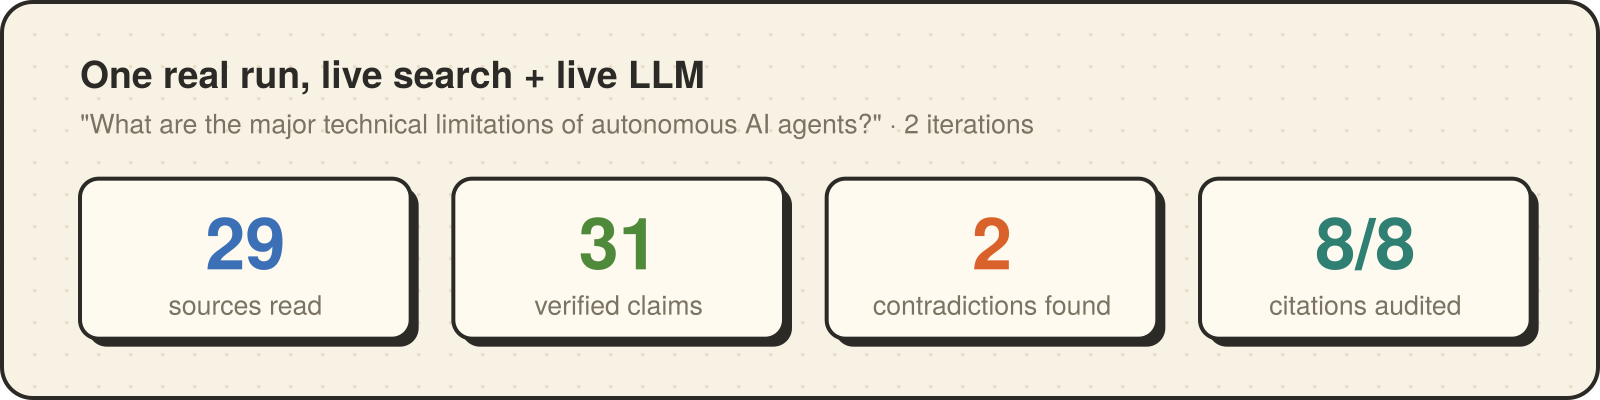 One real run, live search + live LLM
"What are the major technical limitations of autonomous AI agents?" · 2 iterations
29
sources read
31
verified claims
2
contradictions found
8/8
citations audited